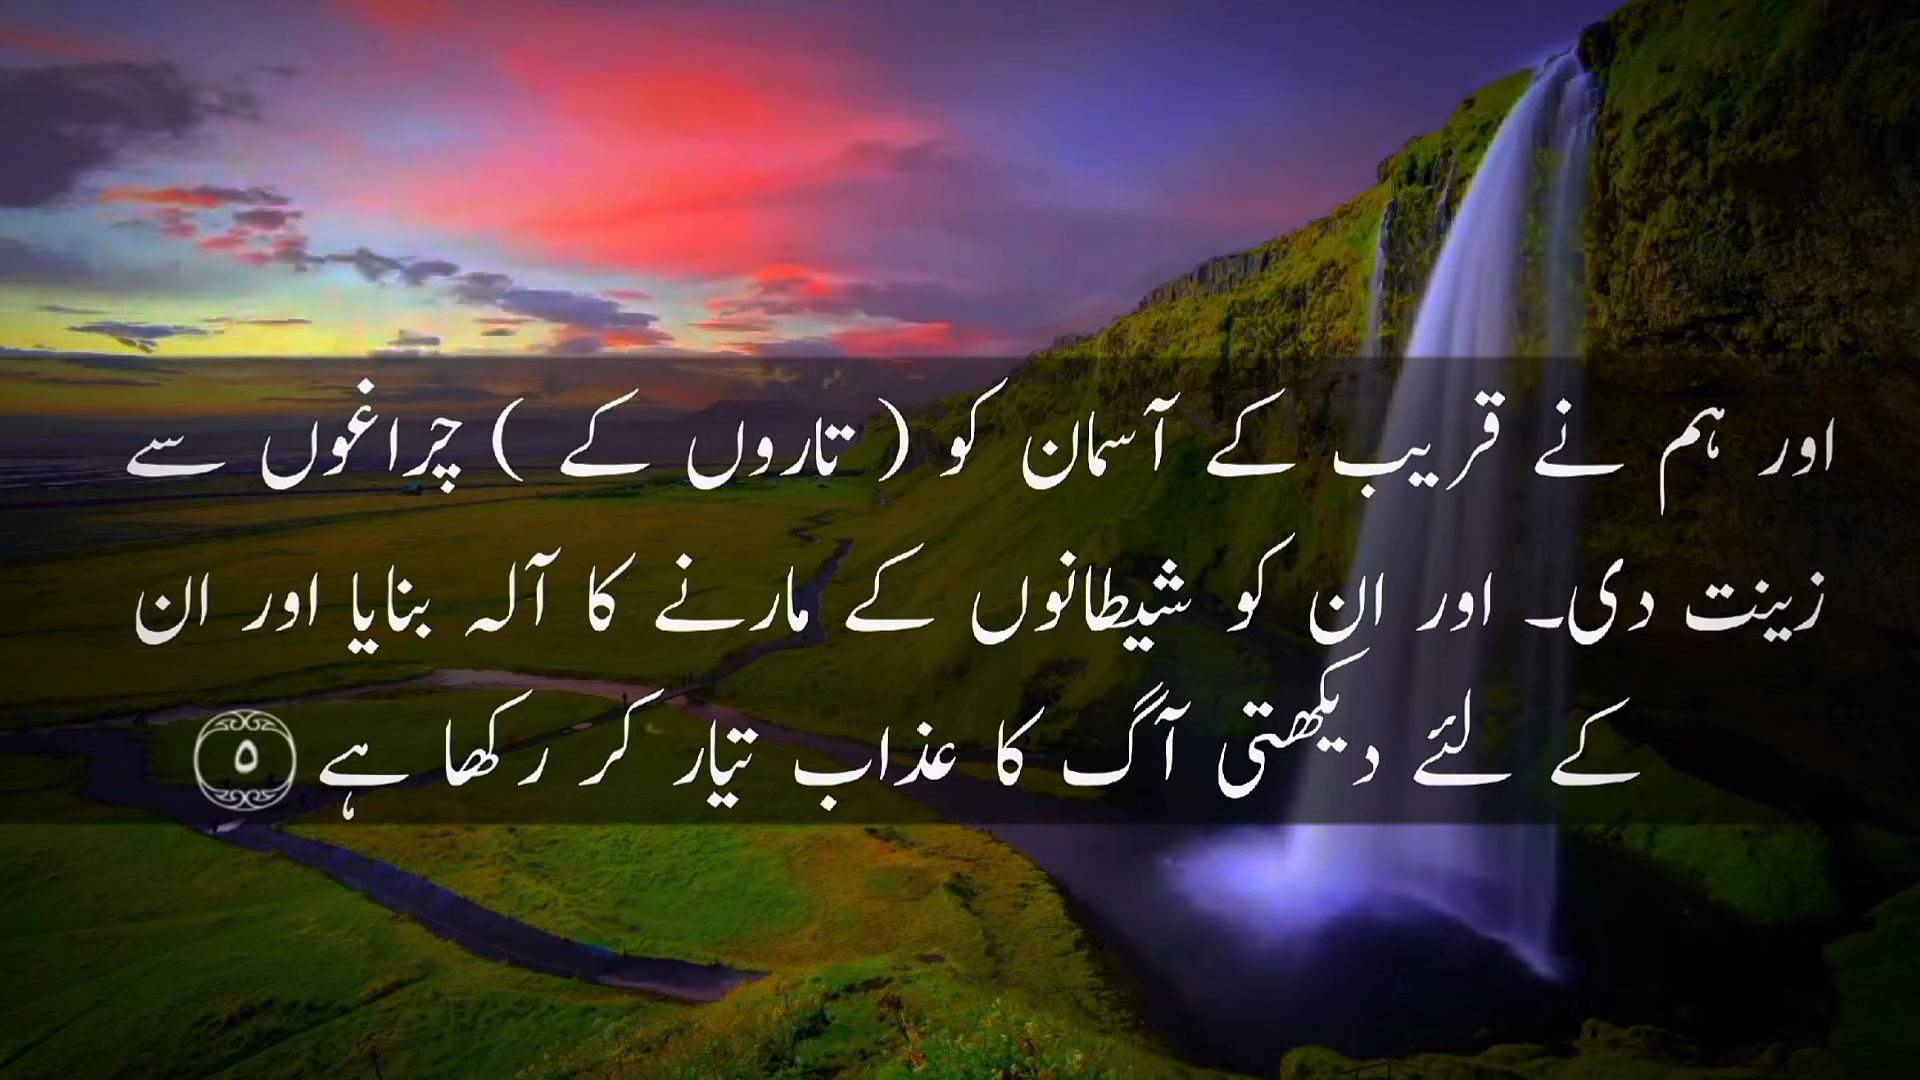 اور ہم نے قریب کے آسمان کو ( تاروں کے ) چراغوں سے
زینت دی۔ اور ان کو شیطانوں کے مارنے کا آلہ بنایا اور ان
کے لئے دیکھتی آگ کا عذاب تیار کر رکھا ہے ۵